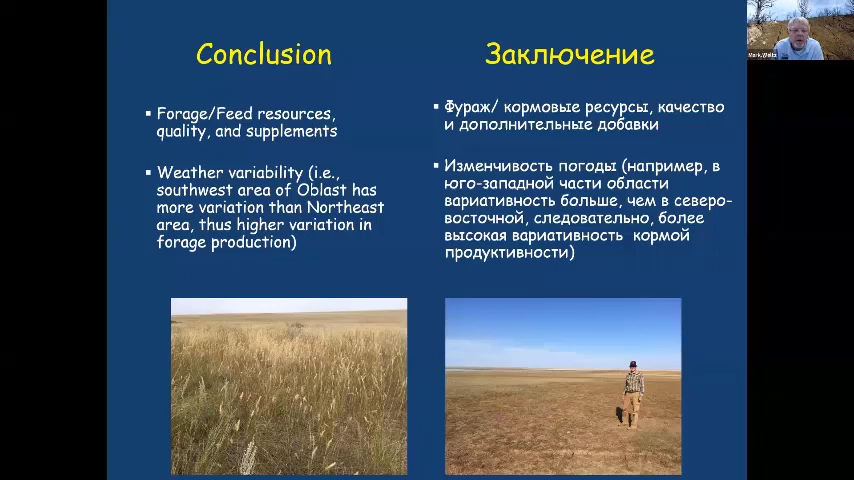 Conclusion
▪ Forage/Feed resources,
quality, and supplements
▪ Weather variability (i.e.,
southwest area of Oblast has
more variation than Northeast
area, thus higher variation in
forage production)
Заключение
▪ Фураж/ кормовые ресурсы, качество
и дополнительные добавки
▪ Изменчивость погоды (например, в
юго-западной части области
вариативность больше, чем в северо-
восточной, следовательно, более
высокая вариативность кормой
продуктивности)
Mark.Weltz